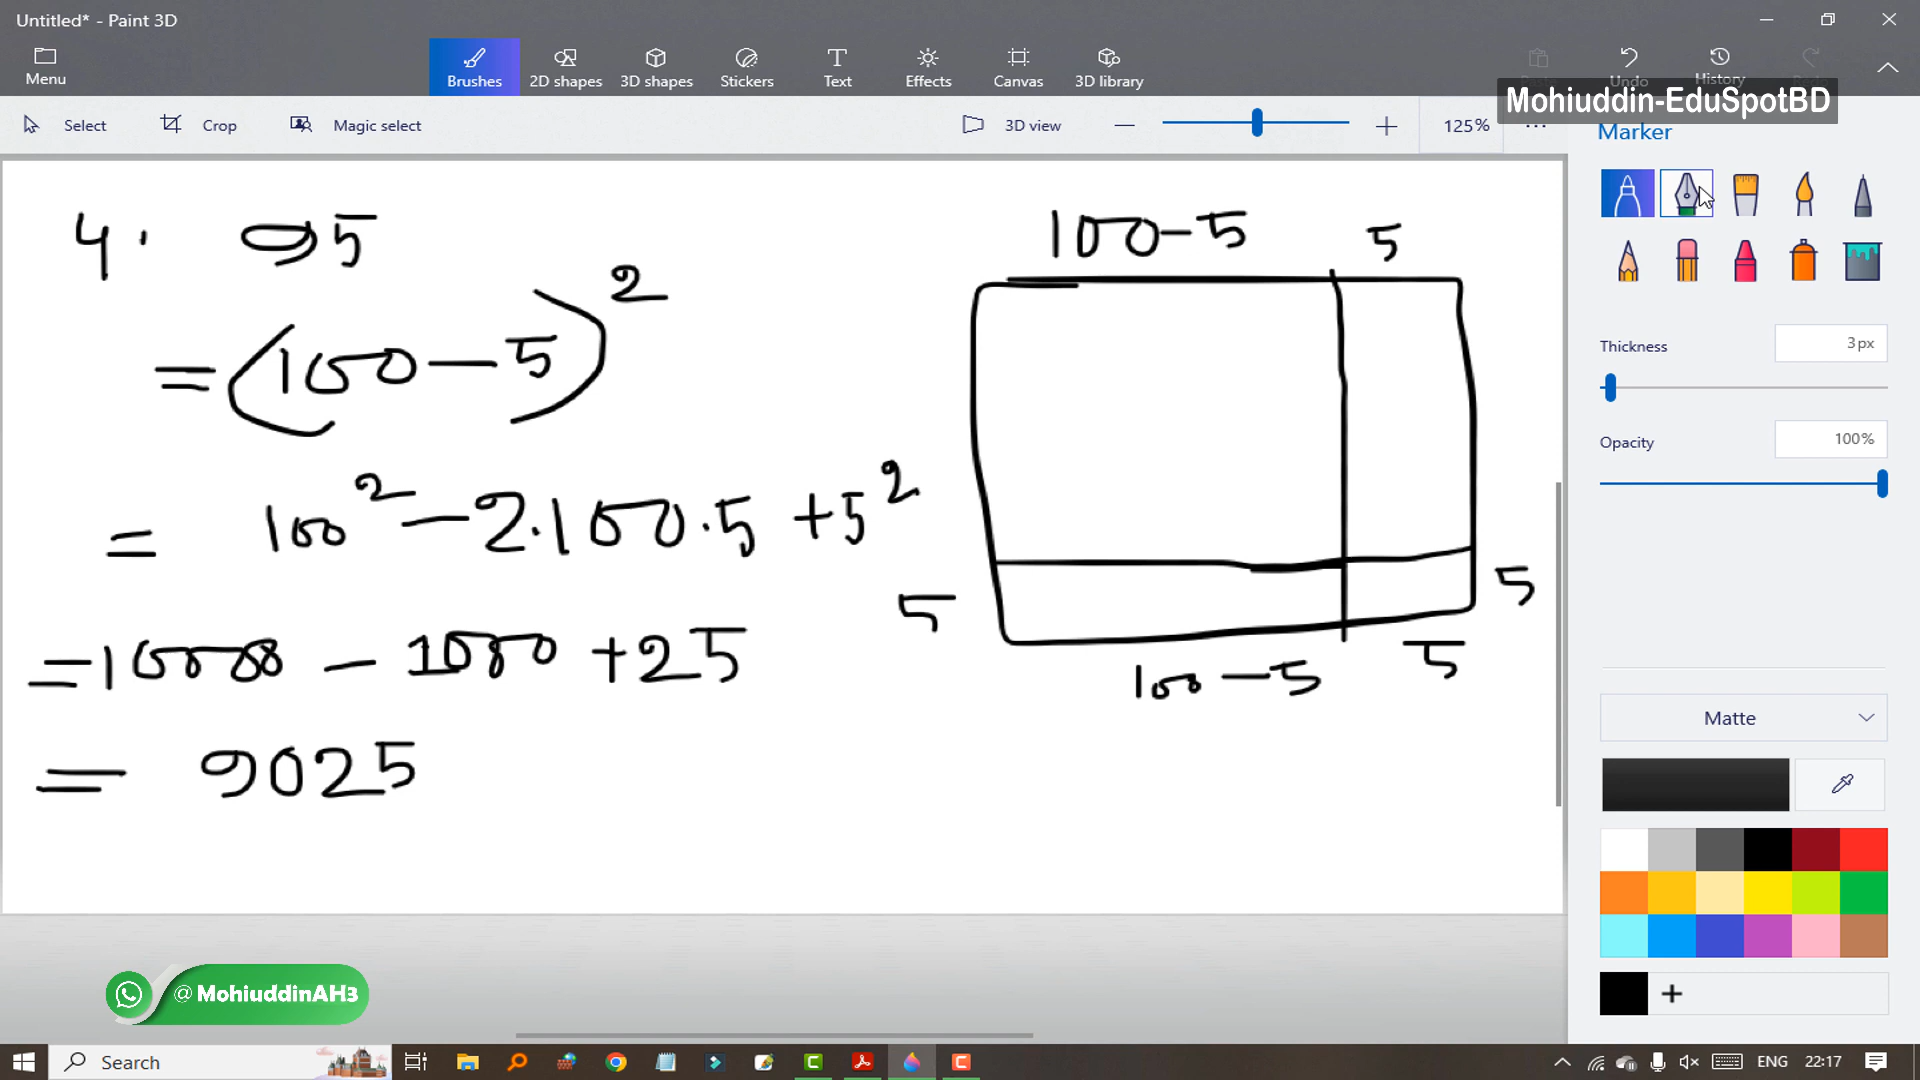 Untitled* - Paint 3D
Menu
Brushes
2D shapes
3D shapes
Stickers
Text
Effects
Canvas
3D library
Undo
History
Mohiuddin-EduSpotBD
Select
Crop
Magic select
3D view
125%
Marker
Thickness
3px
Opacity
100%
Matte
4. 95
=(100-5)²
= 100² - 2.100.5 + 5²
=10000 - 1000 + 25
= 9025
100-5 5
5 5
100-5 5
@ MohiuddinAH3
Search
ENG
22:17